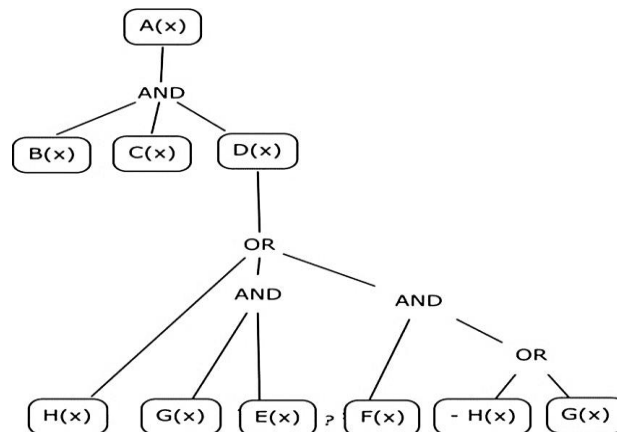 A(x)
AND
B(x) C(x) D(x)
OR
AND AND
OR
H(x) G(x) E(x) ? F(x) - H(x) G(x)